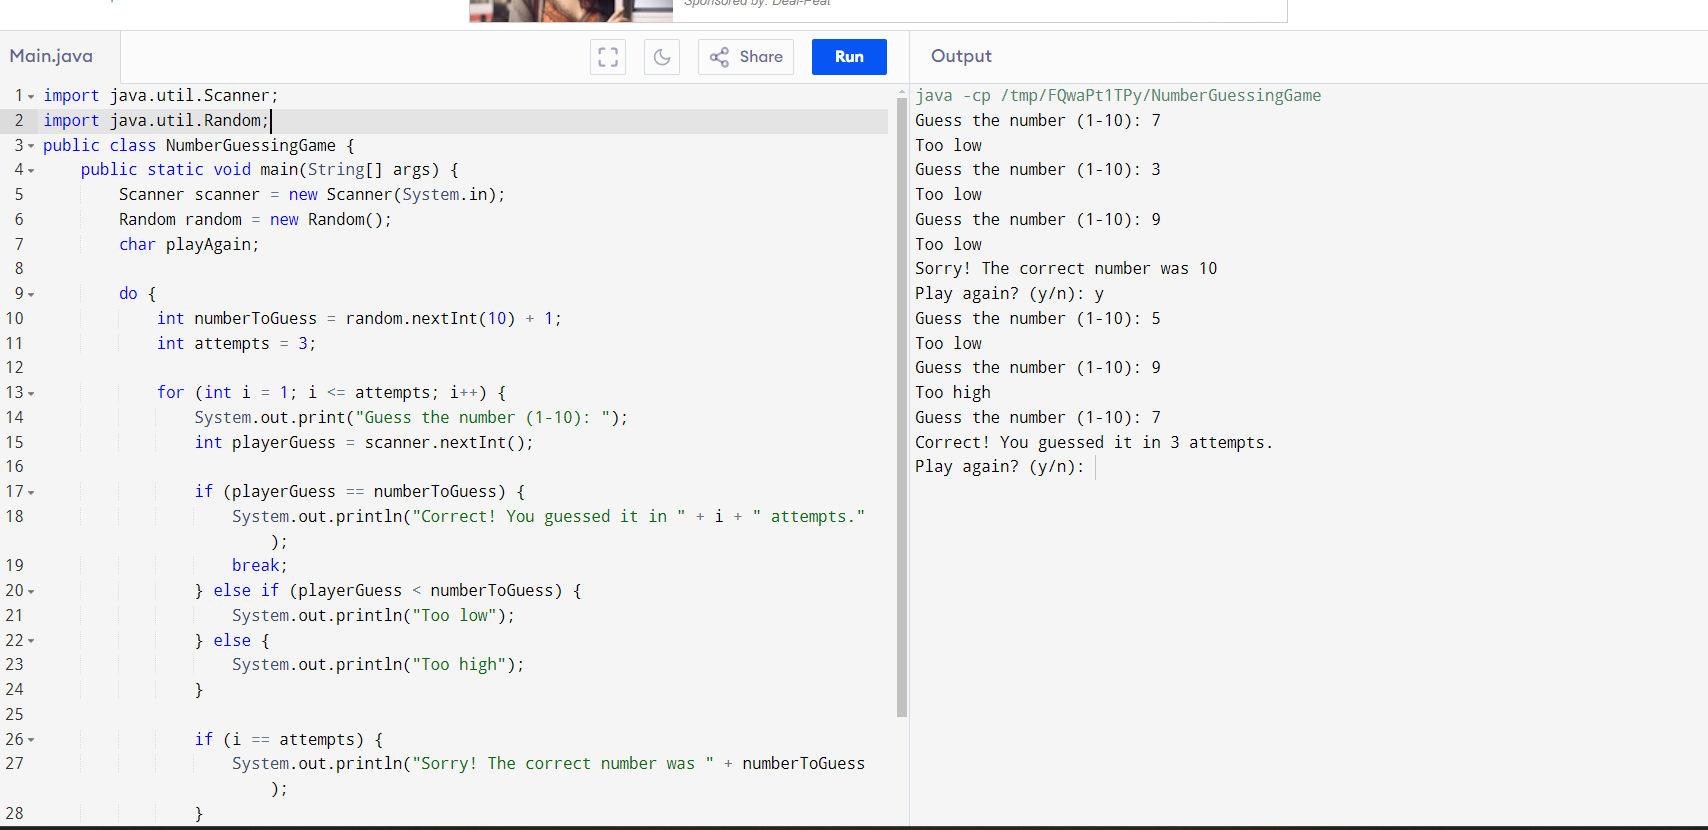 Sponsored by: Deal-Peat
Main.java
Share
Run
Output
1 import java.util.Scanner;
2 import java.util.Random;
3 public class NumberGuessingGame {
4 public static void main(String[] args) {
5 Scanner scanner = new Scanner(System.in);
6 Random random = new Random();
7 char playAgain;
8
9 do {
10 int numberToGuess = random.nextInt(10) + 1;
11 int attempts = 3;
12
13 for (int i = 1; i <= attempts; i++) {
14 System.out.print("Guess the number (1-10): ");
15 int playerGuess = scanner.nextInt();
16
17 if (playerGuess == numberToGuess) {
18 System.out.println("Correct! You guessed it in " + i + " attempts."
);
19 break;
20 } else if (playerGuess < numberToGuess) {
21 System.out.println("Too low");
22 } else {
23 System.out.println("Too high");
24 }
25
26 if (i == attempts) {
27 System.out.println("Sorry! The correct number was " + numberToGuess
);
28 }
java -cp /tmp/FQwaPt1TPy/NumberGuessingGame
Guess the number (1-10): 7
Too low
Guess the number (1-10): 3
Too low
Guess the number (1-10): 9
Too low
Sorry! The correct number was 10
Play again? (y/n): y
Guess the number (1-10): 5
Too low
Guess the number (1-10): 9
Too high
Guess the number (1-10): 7
Correct! You guessed it in 3 attempts.
Play again? (y/n):